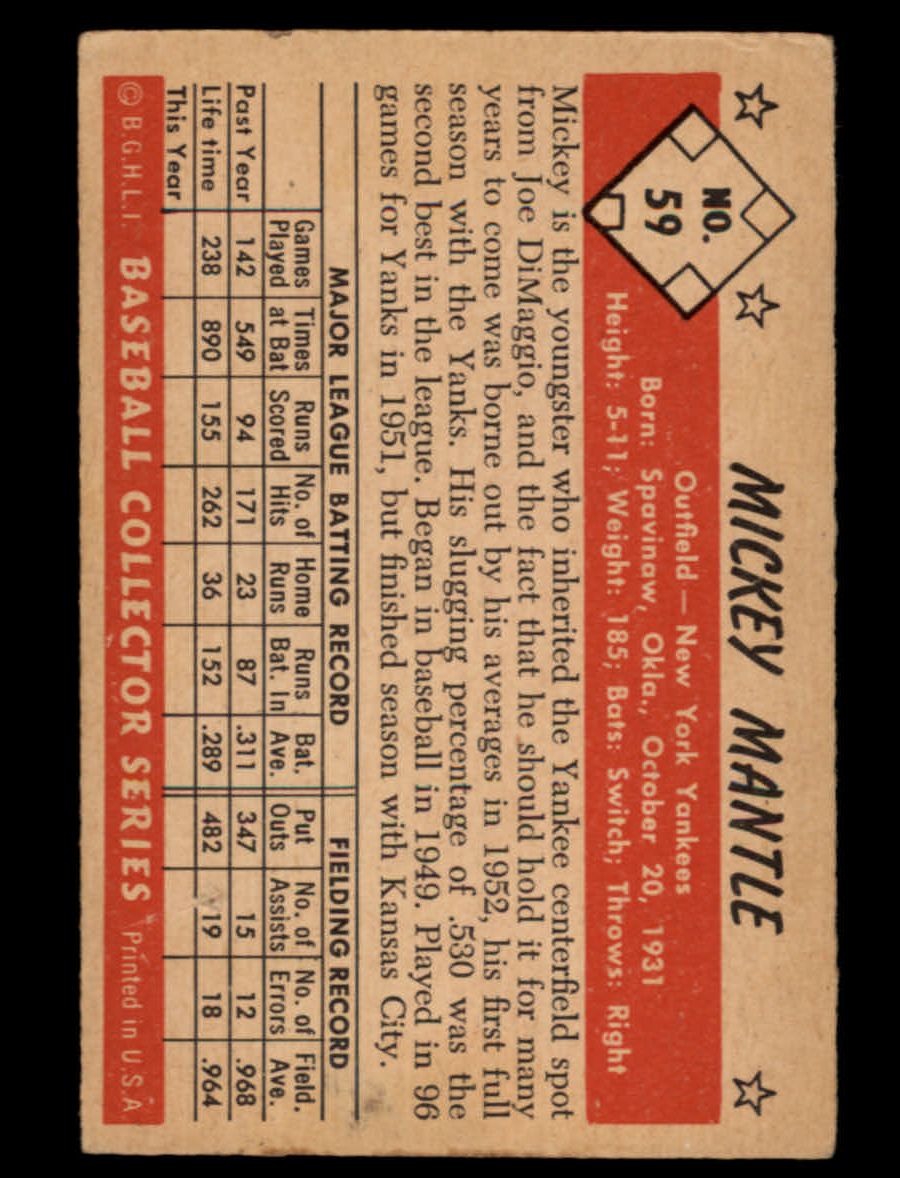 MICKEY MANTLE
NO.
59
Outfield — New York Yankees
Born: Spavinaw, Okla., October 20, 1931
Height: 5-11; Weight: 185; Bats: Switch; Throws: Right
Mickey is the youngster who inherited the Yankee centerfield spot
from Joe DiMaggio, and the fact that he should hold it for many
years to come was borne out by his averages in 1952, his first full
season with the Yanks. His slugging percentage of .530 was the
second best in the league. Began in baseball in 1949. Played in 96
games for Yanks in 1951, but finished season with Kansas City.
MAJOR LEAGUE BATTING RECORD FIELDING RECORD
Games Times Runs No. of Home Runs Bat. Put No. of No. of Field.
Played at Bat Scored Hits Runs Bat. In Ave. Outs Assists Errors Ave.
Past Year 142 549 94 171 23 87 .311 347 15 12 .968
Life time 238 890 155 262 36 152 .289 482 19 18 .964
This Year
© B.G.H.L.I. BASEBALL COLLECTOR SERIES Printed in U.S.A